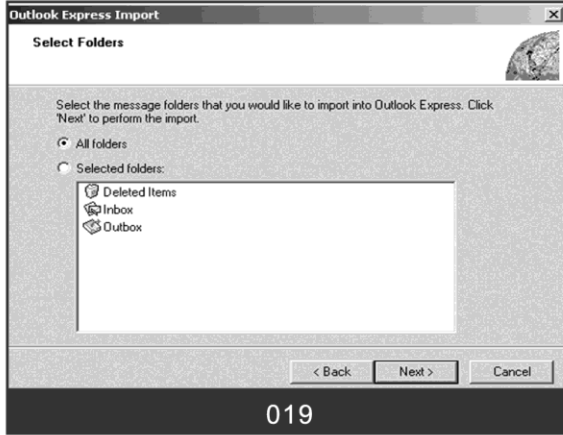 Outlook Express Import
Select Folders
Select the message folders that you would like to import into Outlook Express. Click
'Next' to perform the import.
All folders
Selected folders:
Deleted Items
Inbox
Outbox
< Back Next > Cancel
019